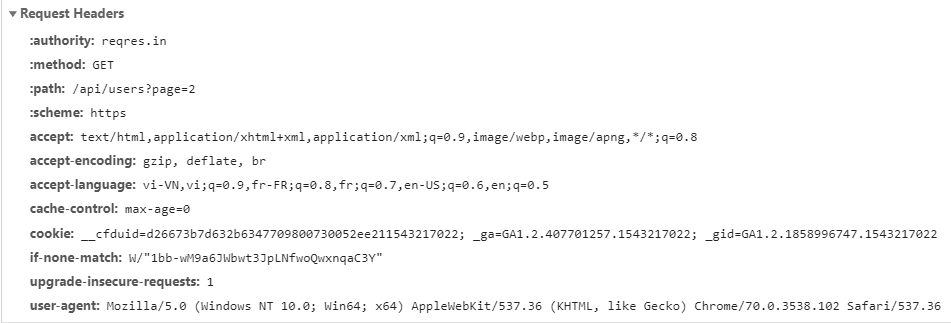 Request Headers
:authority: reqres.in
:method: GET
:path: /api/users?page=2
:scheme: https
accept: text/html,application/xhtml+xml,application/xml;q=0.9,image/webp,image/apng,*/*;q=0.8
accept-encoding: gzip, deflate, br
accept-language: vi-VN,vi;q=0.9,fr-FR;q=0.8,fr;q=0.7,en-US;q=0.6,en;q=0.5
cache-control: max-age=0
cookie: __cfduid=d26673b7d632b6347709800730052ee211543217022; _ga=GA1.2.407701257.1543217022; _gid=GA1.2.1858996747.1543217022
if-none-match: W/"1bb-wM9a6JWbwt3JpLNfwoQwxnqaC3Y"
upgrade-insecure-requests: 1
user-agent: Mozilla/5.0 (Windows NT 10.0; Win64; x64) AppleWebKit/537.36 (KHTML, like Gecko) Chrome/70.0.3538.102 Safari/537.36